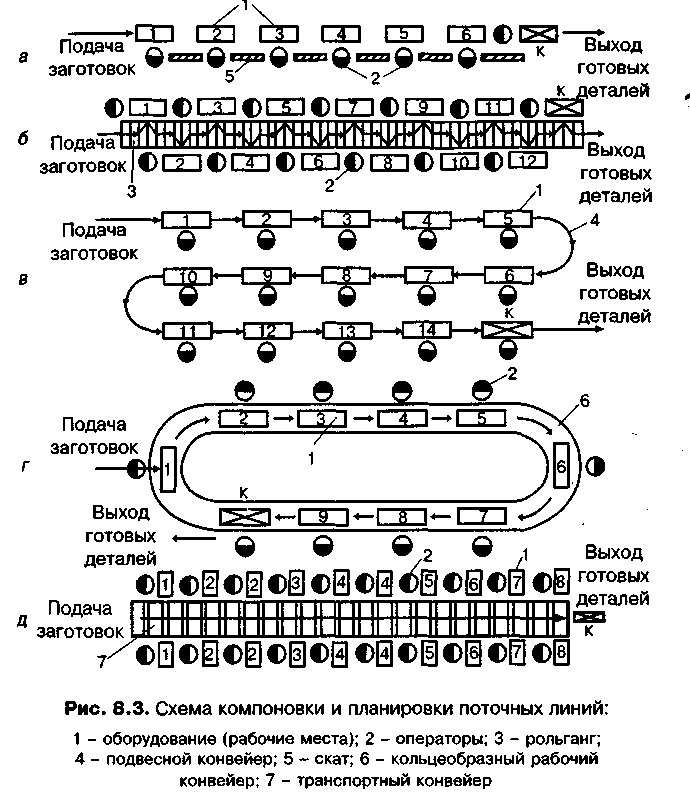 1
1 2 3 4 5 6 К
Подача
заготовок
Выход
готовых
деталей
а
5 2
К
1 3 5 7 9 11
б
Подача
заготовок
Выход
готовых
деталей
2 4 6 8 10 12
3 2
1
1 2 3 4 5
4
Подача
заготовок
в
10 9 8 7 6
Выход
готовых
деталей
К
11 12 13 14
2
2 3 4 5
6
Подача
заготовок
1
г
1 6
К
9 8 7
Выход
готовых
деталей
2 1
1 2 2 3 4 4 5 6 7 8
Выход
готовых
деталей
д
Подача
заготовок
К
7
1 2 2 3 4 4 5 6 7 8
Рис. 8.3. Схема компоновки и планировки поточных линий:
1 – оборудование (рабочие места); 2 – операторы; 3 – рольганг;
4 – подвесной конвейер; 5 – скат; 6 – кольцеобразный рабочий
конвейер; 7 – транспортный конвейер